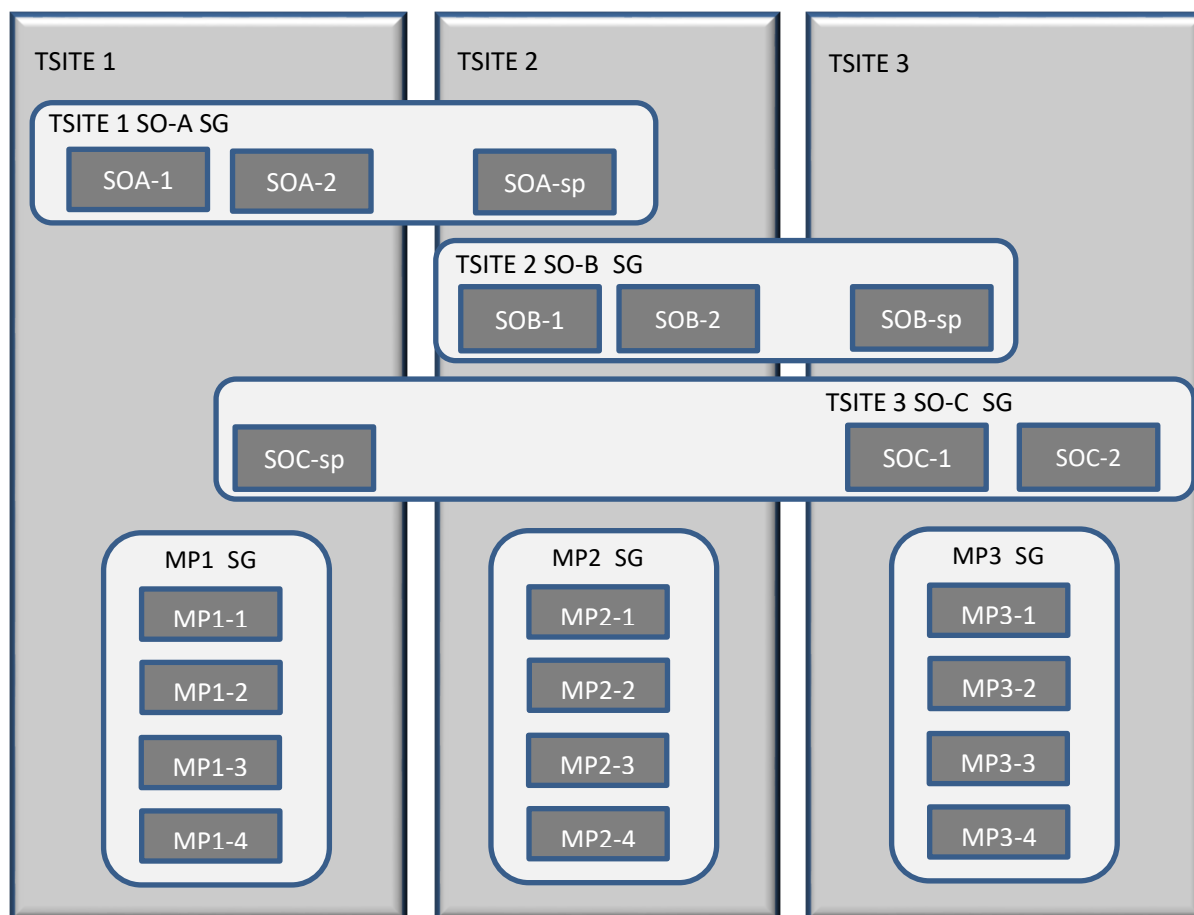 TSITE 1
TSITE 2
TSITE 3
TSITE 1 SO-A SG
SOA-1
SOA-2
SOA-sp
TSITE 2 SO-B SG
SOB-1
SOB-2
SOB-sp
TSITE 3 SO-C SG
SOC-sp
SOC-1
SOC-2
MP1 SG
MP1-1
MP1-2
MP1-3
MP1-4
MP2 SG
MP2-1
MP2-2
MP2-3
MP2-4
MP3 SG
MP3-1
MP3-2
MP3-3
MP3-4